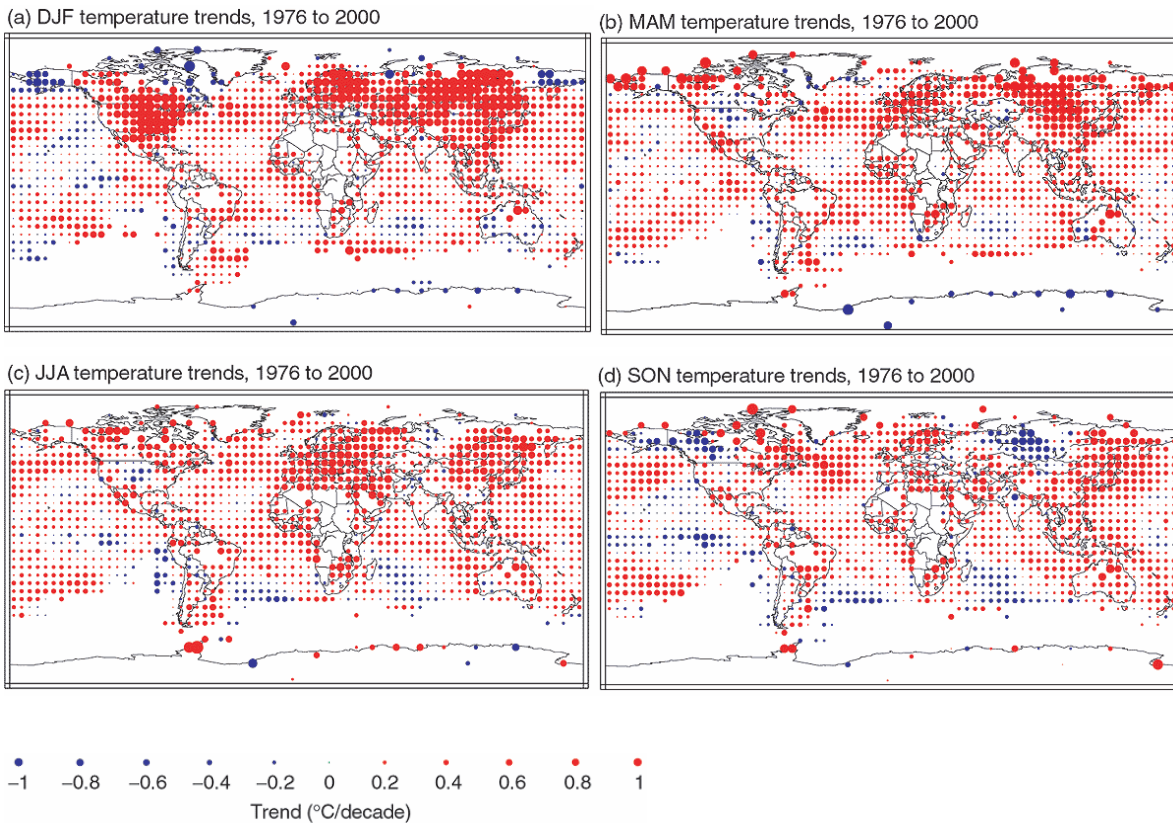 (a) DJF temperature trends, 1976 to 2000
(b) MAM temperature trends, 1976 to 2000
(c) JJA temperature trends, 1976 to 2000
(d) SON temperature trends, 1976 to 2000
−1 −0.8 −0.6 −0.4 −0.2 0 0.2 0.4 0.6 0.8 1
Trend (°C/decade)